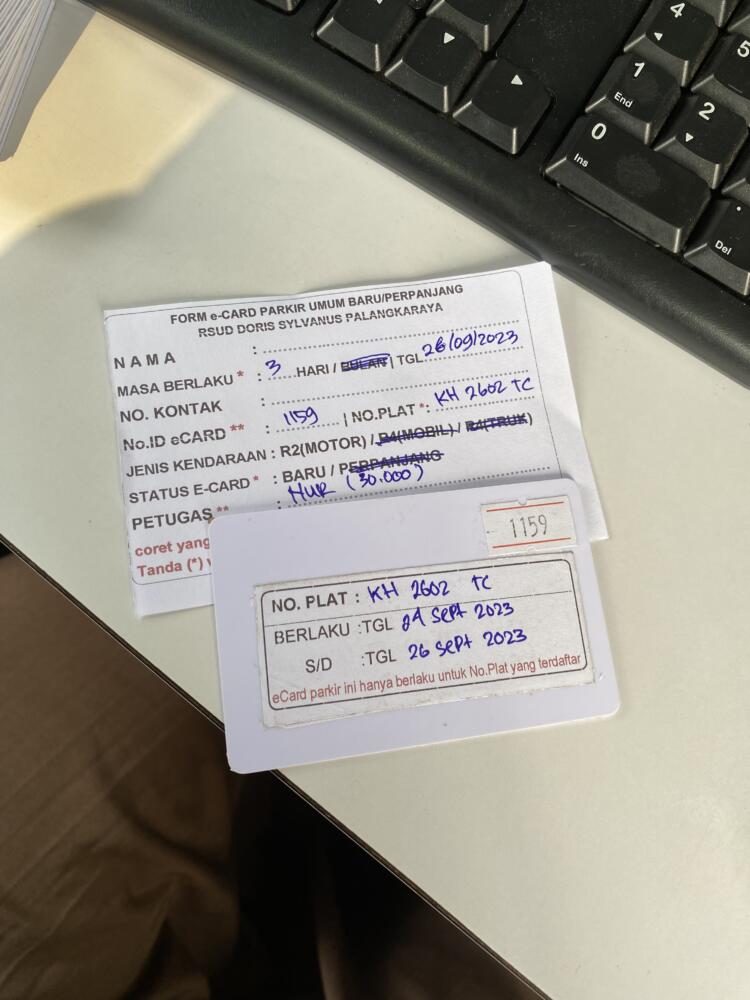 4
5
1
End
2
0
Ins
Del
FORM e-CARD PARKIR UMUM BARU/PERPANJANG
RSUD DORIS SYLVANUS PALANGKARAYA
NAMA :
MASA BERLAKU * : 3 HARI / BULAN | TGL 26/09/2023
NO. KONTAK :
No.ID eCARD ** : 1159 | NO.PLAT * : KH 2602 TC
JENIS KENDARAAN : R2(MOTOR) / R4(MOBIL) / R4(TRUK)
STATUS E-CARD * : BARU / PERPANJANG
PETUGAS ** : NUR (30.000)
coret yang
Tanda (*)
1159
NO. PLAT : KH 2602 TC
BERLAKU :TGL 24 SEPT 2023
S/D :TGL 26 SEPT 2023
eCard parkir ini hanya berlaku untuk No.Plat yang terdaftar